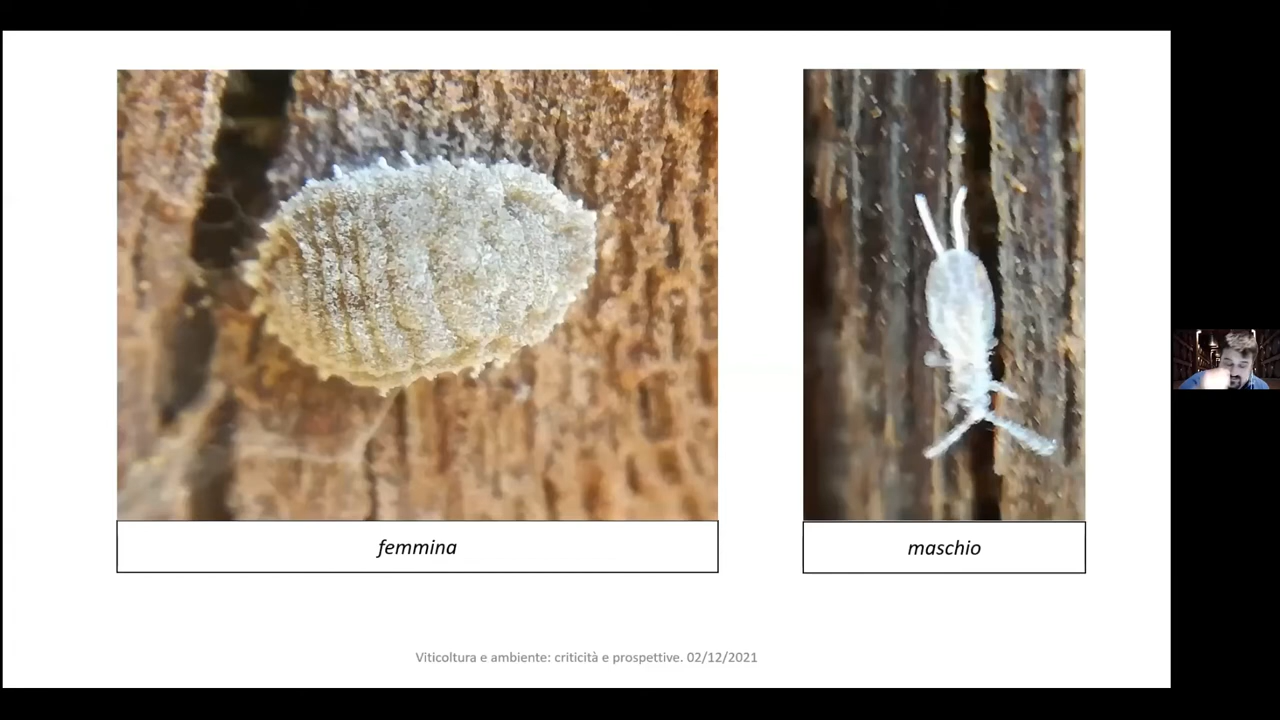 femmina
maschio
Viticoltura e ambiente: criticità e prospettive. 02/12/2021